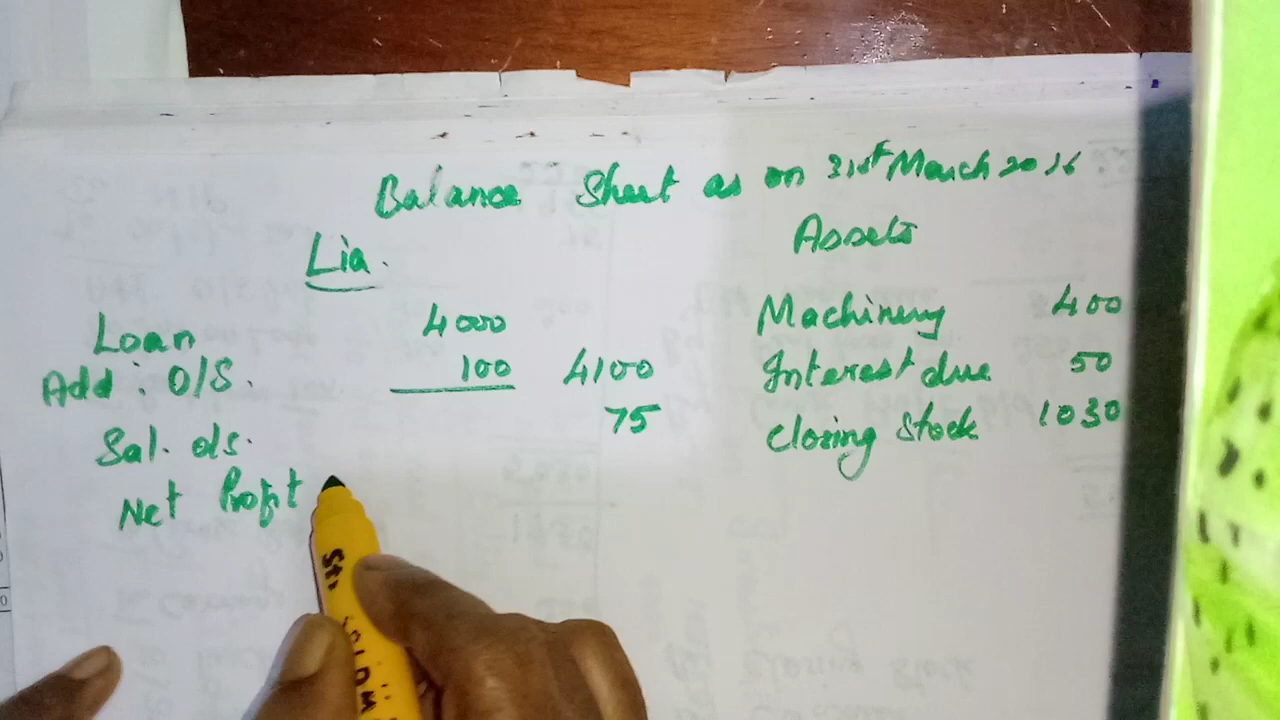 Balance Sheet as on 31st March 2016
Lia.
Assets
Loan 4000
Add: O/S. 100 4100
Sal. o/s. 75
Net Profit
Machinery 400
Interest due 50
Closing Stock 1030